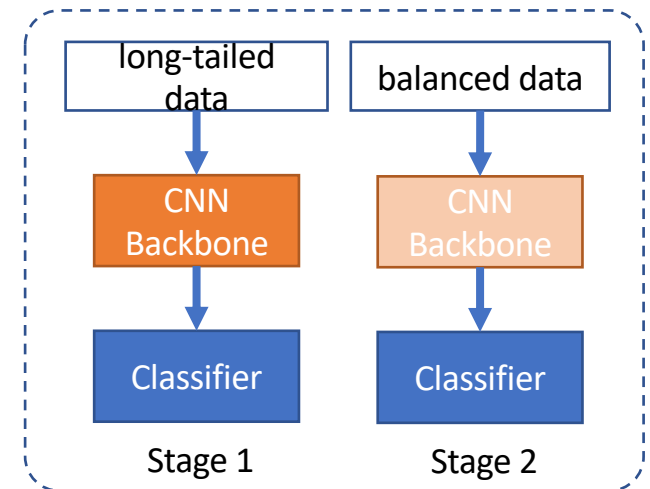 long-tailed
data
balanced data
CNN
Backbone
CNN
Backbone
Classifier
Classifier
Stage 1
Stage 2